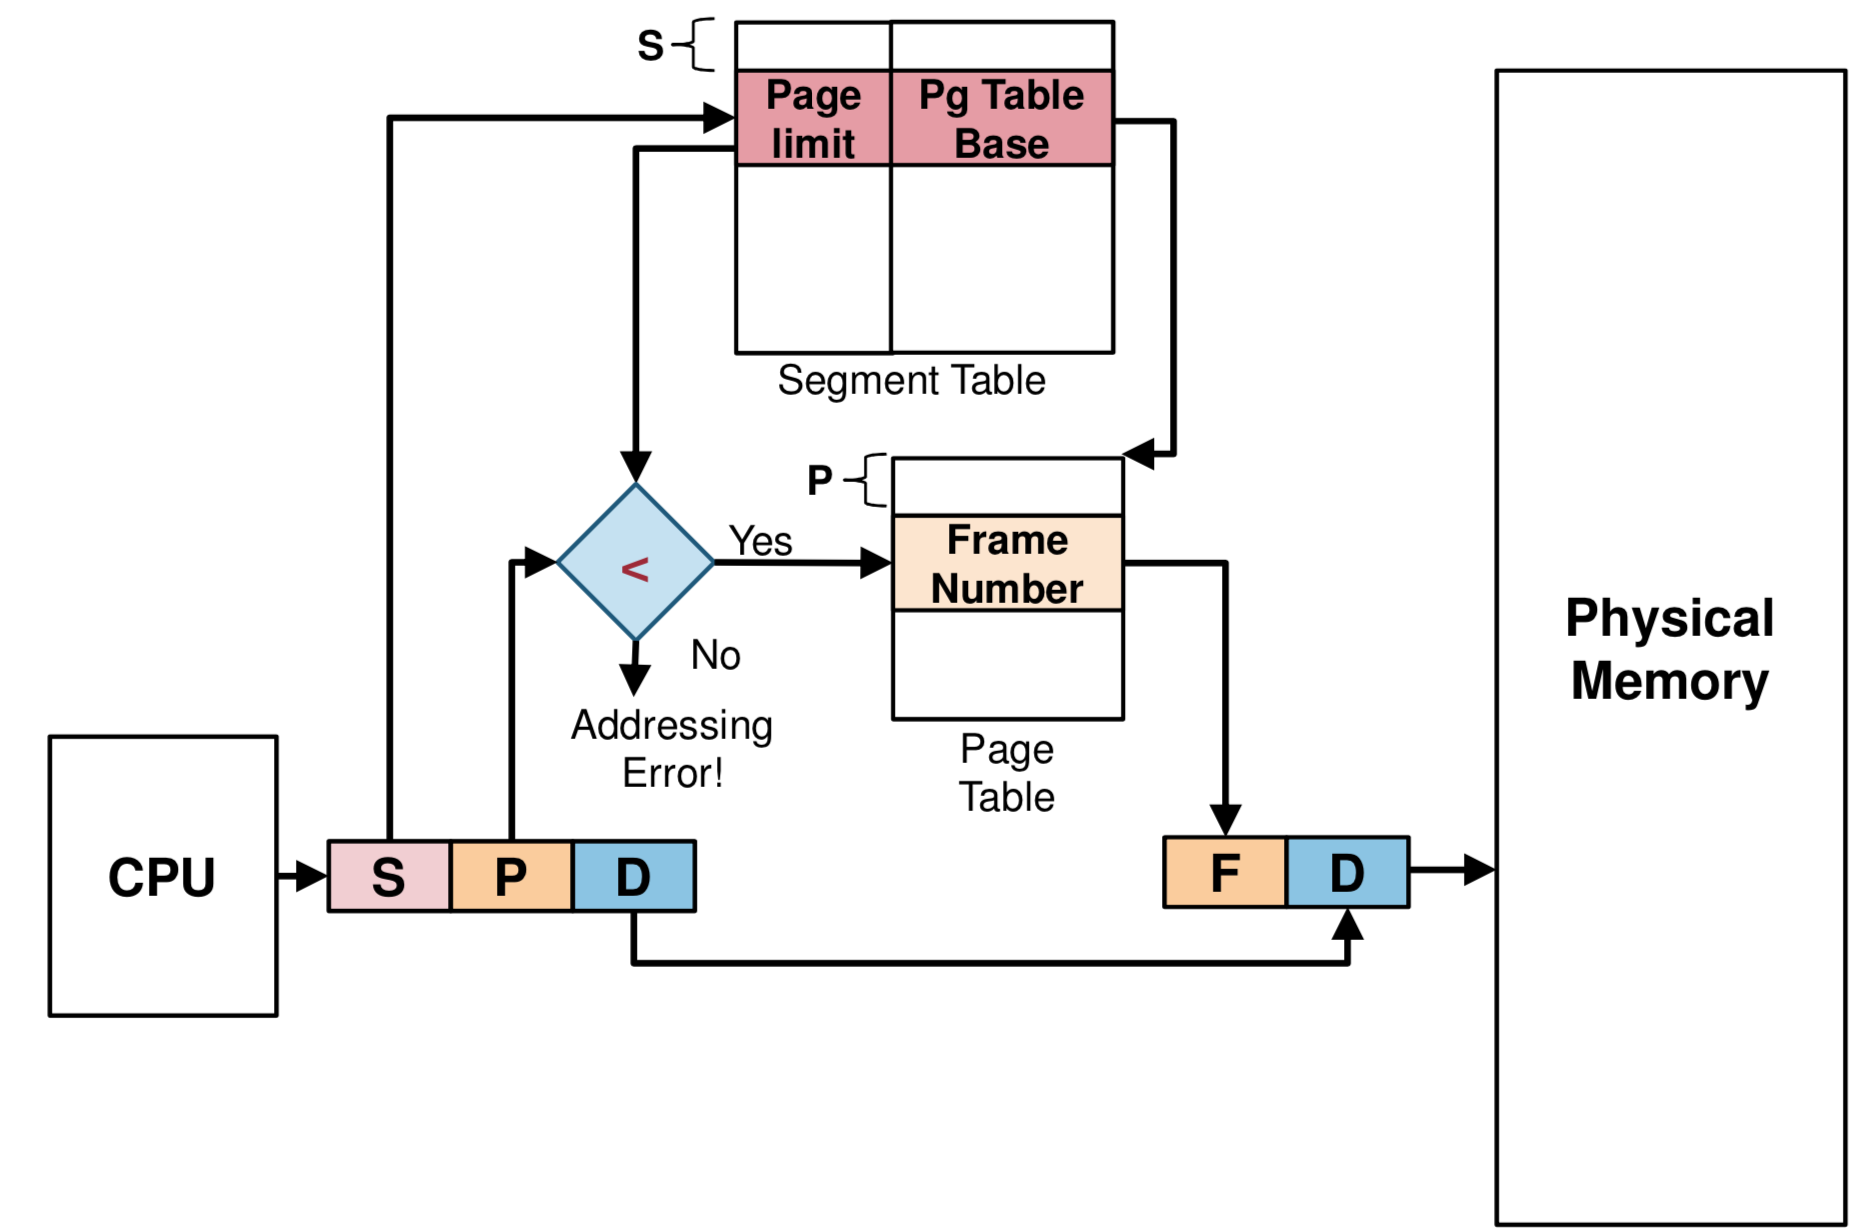 S
Page
limit
Pg Table
Base
Segment Table
P
Frame
Number
Page
Table
<
Yes
No
Addressing
Error!
CPU
S
P
D
F
D
Physical
Memory